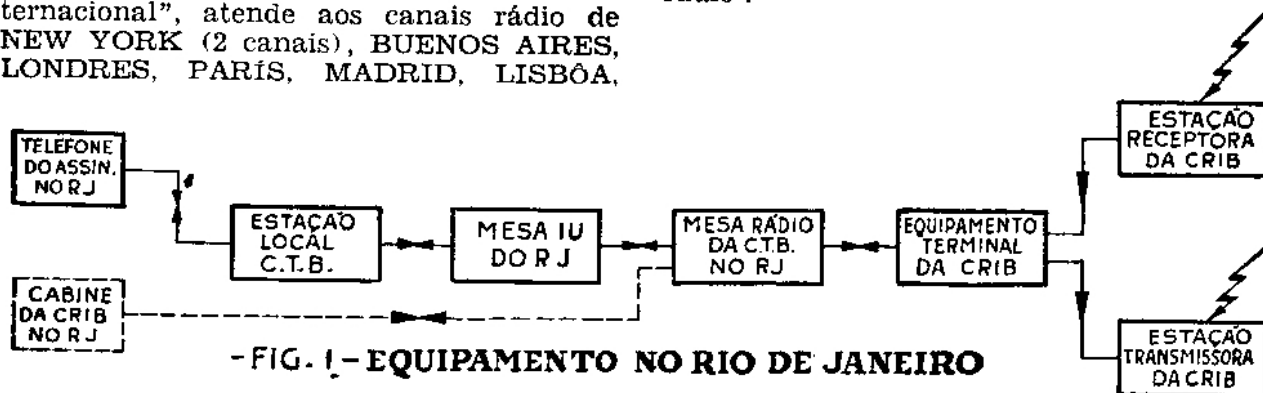 ternacional", atende aos canais rádio de
NEW YORK (2 canais), BUENOS AIRES,
LONDRES, PARÍS, MADRID, LISBÔA,
TELEFONE
DO ASSIN.
NO RJ
ESTAÇÃO
LOCAL
C.T.B.
MESA IU
DO RJ
MESA RÁDIO
DA C.T.B.
NO RJ
EQUIPAMENTO
TERMINAL
DA CRIB
ESTAÇÃO
RECEPTORA
DA CRIB
CABINE
DA CRIB
NO RJ
ESTAÇÃO
TRANSMISSORA
DA CRIB
-FIG. 1-EQUIPAMENTO NO RIO DE JANEIRO